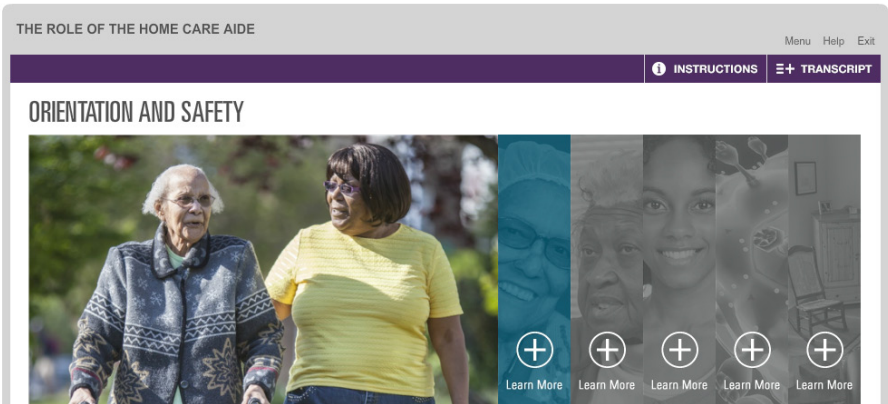 THE ROLE OF THE HOME CARE AIDE
Menu Help Exit
INSTRUCTIONS TRANSCRIPT
ORIENTATION AND SAFETY
Learn More Learn More Learn More Learn More Learn More